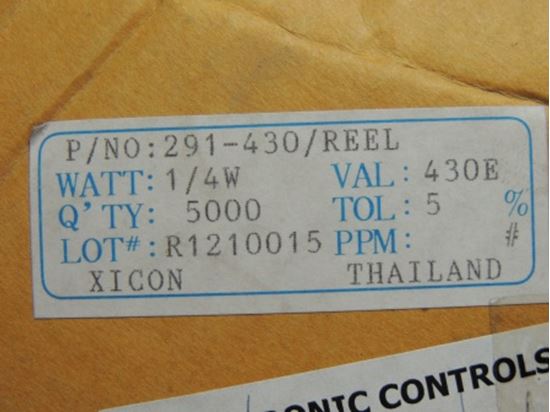 P/NO:291-430/REEL
WATT: 1/4W VAL: 430E
Q'TY: 5000 TOL: 5 %
LOT#: R1210015 PPM: #
XICON THAILAND
CONTROLS